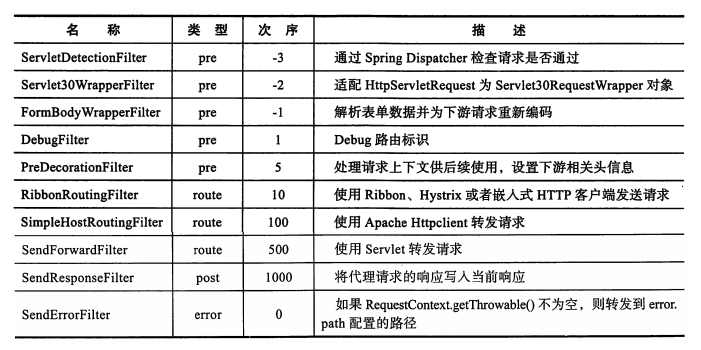 名 称 类 型 次 序 描 述
ServletDetectionFilter pre -3 通过 Spring Dispatcher 检查请求是否通过
Servlet30WrapperFilter pre -2 适配 HttpServletRequest 为 Servlet30RequestWrapper 对象
FormBodyWrapperFilter pre -1 解析表单数据并为下游请求重新编码
DebugFilter pre 1 Debug 路由标识
PreDecorationFilter pre 5 处理请求上下文供后续使用，设置下游相关头信息
RibbonRoutingFilter route 10 使用 Ribbon、Hystrix 或者嵌入式 HTTP 客户端发送请求
SimpleHostRoutingFilter route 100 使用 Apache Httpclient 转发请求
SendForwardFilter route 500 使用 Servlet 转发请求
SendResponseFilter post 1000 将代理请求的响应写入当前响应
SendErrorFilter error 0 如果 RequestContext.getThrowable() 不为空，则转发到 error.
path 配置的路径